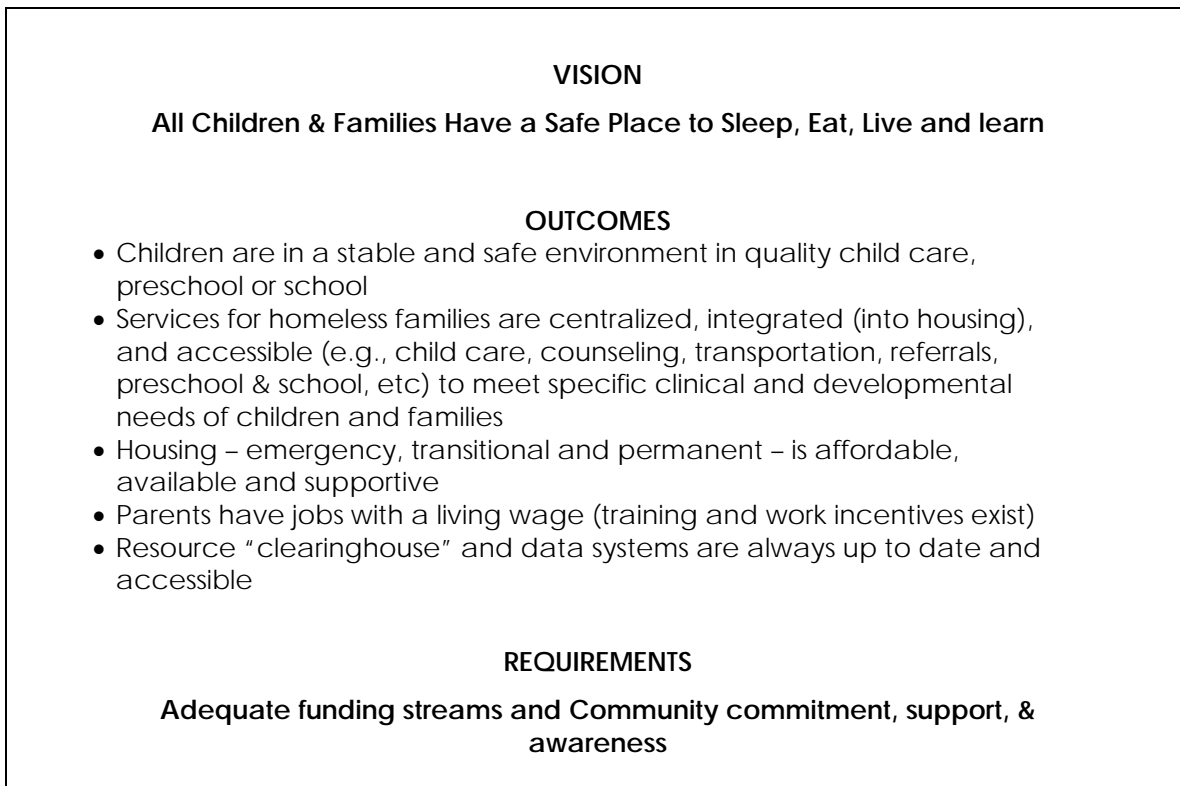 VISION
All Children & Families Have a Safe Place to Sleep, Eat, Live and learn
OUTCOMES
• Children are in a stable and safe environment in quality child care,
preschool or school
• Services for homeless families are centralized, integrated (into housing),
and accessible (e.g., child care, counseling, transportation, referrals,
preschool & school, etc) to meet specific clinical and developmental
needs of children and families
• Housing – emergency, transitional and permanent – is affordable,
available and supportive
• Parents have jobs with a living wage (training and work incentives exist)
• Resource “clearinghouse” and data systems are always up to date and
accessible
REQUIREMENTS
Adequate funding streams and Community commitment, support, &
awareness